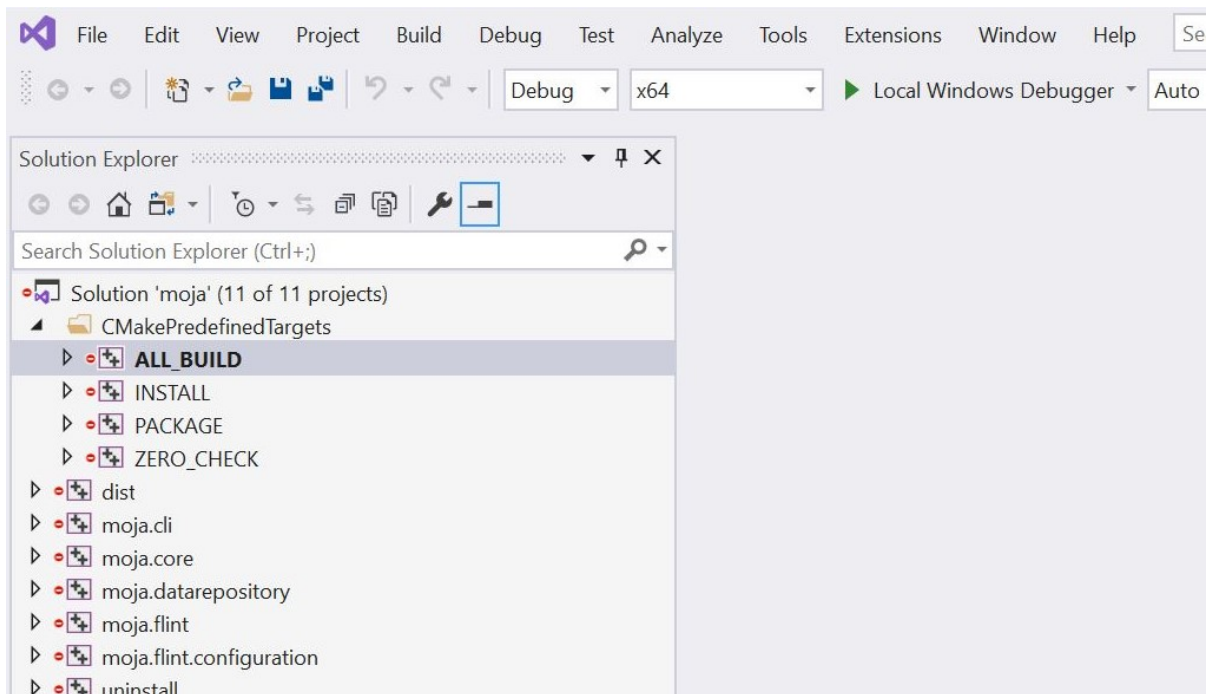 File Edit View Project Build Debug Test Analyze Tools Extensions Window Help Se
Debug x64 Local Windows Debugger Auto
Solution Explorer
Search Solution Explorer (Ctrl+;)
Solution 'moja' (11 of 11 projects)
CMakePredefinedTargets
ALL_BUILD
INSTALL
PACKAGE
ZERO_CHECK
dist
moja.cli
moja.core
moja.datarepository
moja.flint
moja.flint.configuration
uninstall